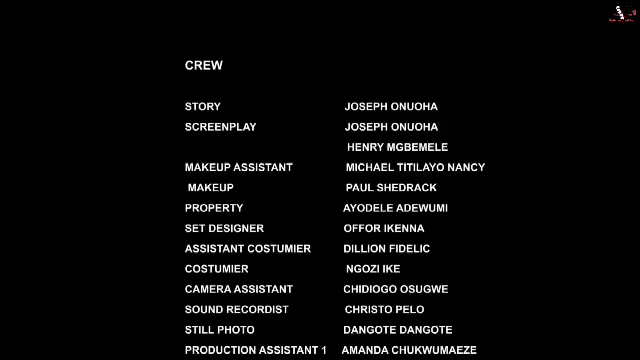 CREW
STORY JOSEPH ONUOHA
SCREENPLAY JOSEPH ONUOHA
HENRY MGBEMELE
MAKEUP ASSISTANT MICHAEL TITILAYO NANCY
MAKEUP PAUL SHEDRACK
PROPERTY AYODELE ADEWUMI
SET DESIGNER OFFOR IKENNA
ASSISTANT COSTUMIER DILLION FIDELIC
COSTUMIER NGOZI IKE
CAMERA ASSISTANT CHIDIOGO OSUGWE
SOUND RECORDIST CHRISTO PELO
STILL PHOTO DANGOTE DANGOTE
PRODUCTION ASSISTANT 1 AMANDA CHUKWUMAEZE